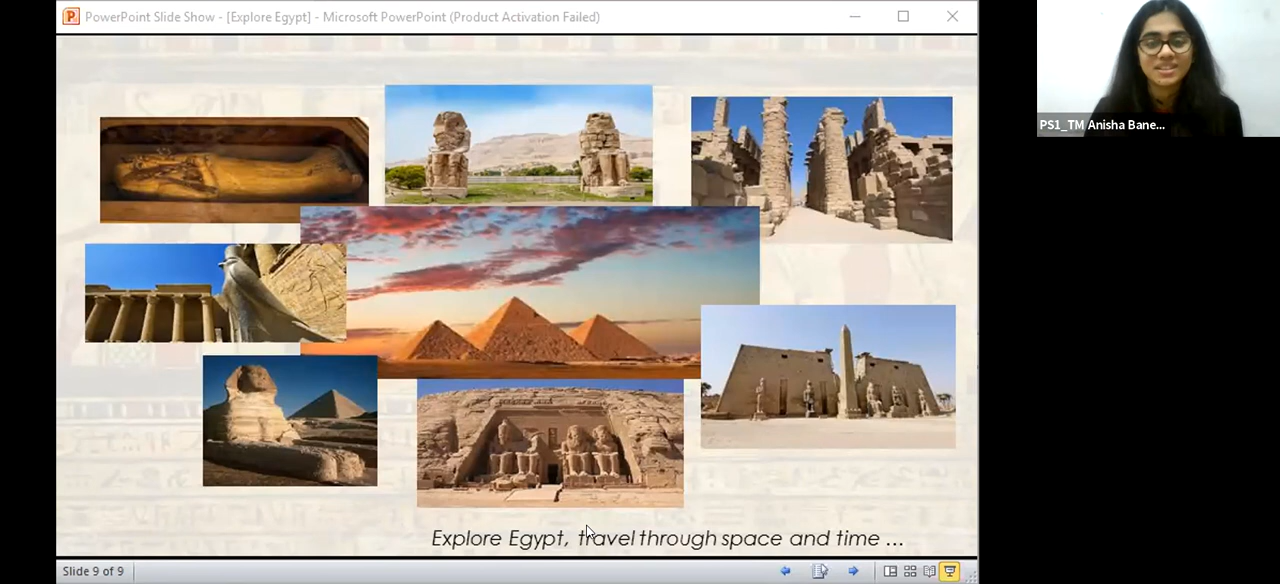 PowerPoint Slide Show - [Explore Egypt] - Microsoft PowerPoint (Product Activation Failed)
PS1_TM Anisha Bane...
Explore Egypt, travel through space and time ...
Slide 9 of 9